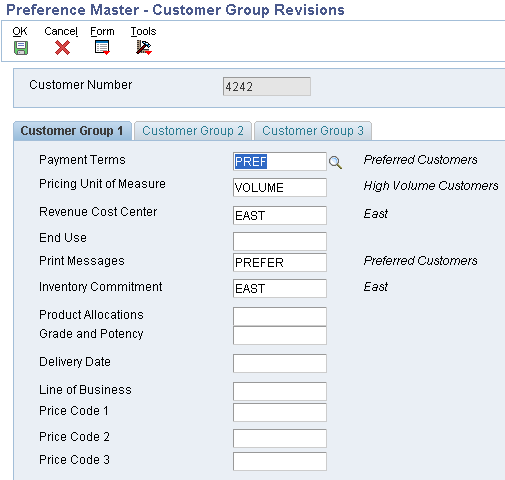 Preference Master - Customer Group Revisions
OK Cancel Form Tools
Customer Number 4242
Customer Group 1 Customer Group 2 Customer Group 3
Payment Terms PREF Preferred Customers
Pricing Unit of Measure VOLUME High Volume Customers
Revenue Cost Center EAST East
End Use
Print Messages PREFER Preferred Customers
Inventory Commitment EAST East
Product Allocations
Grade and Potency
Delivery Date
Line of Business
Price Code 1
Price Code 2
Price Code 3